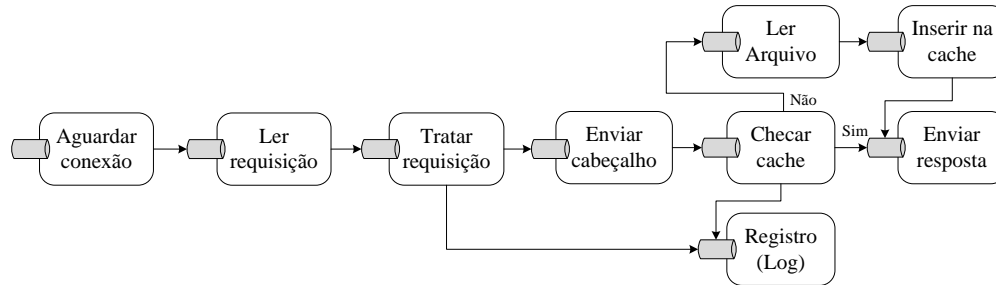 Ler
Arquivo
Inserir na
cache
Não
Aguardar
conexão
Ler
requisição
Tratar
requisição
Enviar
cabeçalho
Checar
cache
Sim
Enviar
resposta
Registro
(Log)